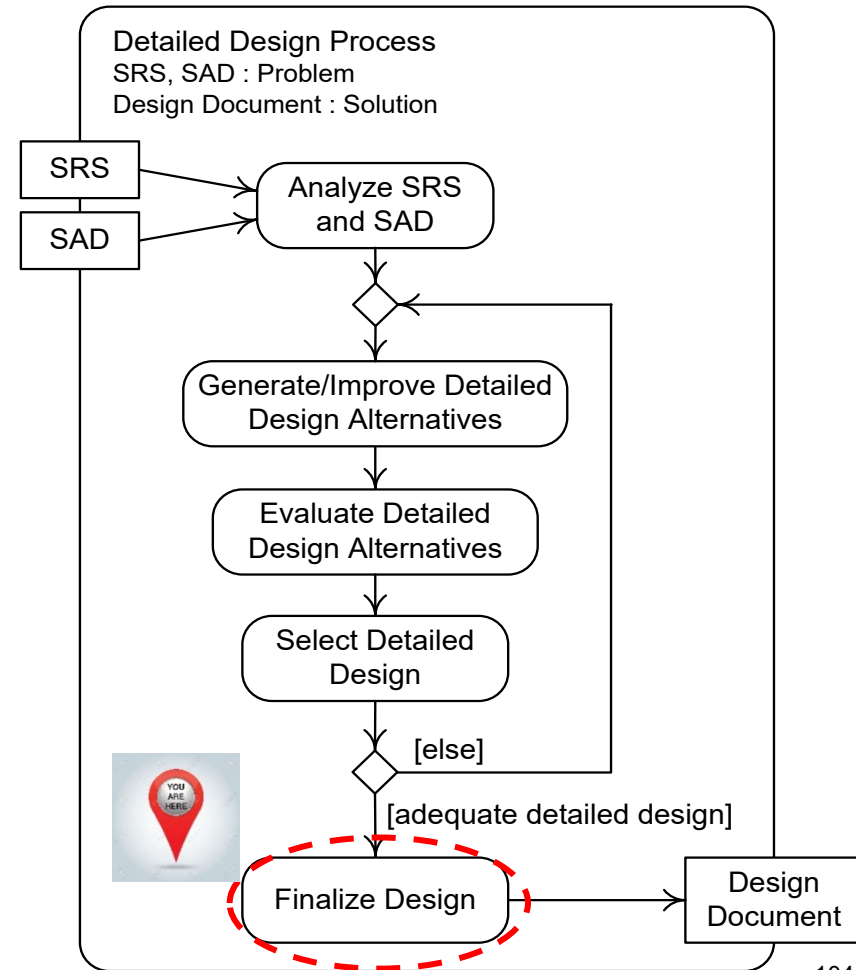 Detailed Design Process
SRS, SAD : Problem
Design Document : Solution
SRS
SAD
Analyze SRS
and SAD
Generate/Improve Detailed
Design Alternatives
Evaluate Detailed
Design Alternatives
Select Detailed
Design
[else]
[adequate detailed design]
YOU
ARE
HERE
Finalize Design
Design
Document